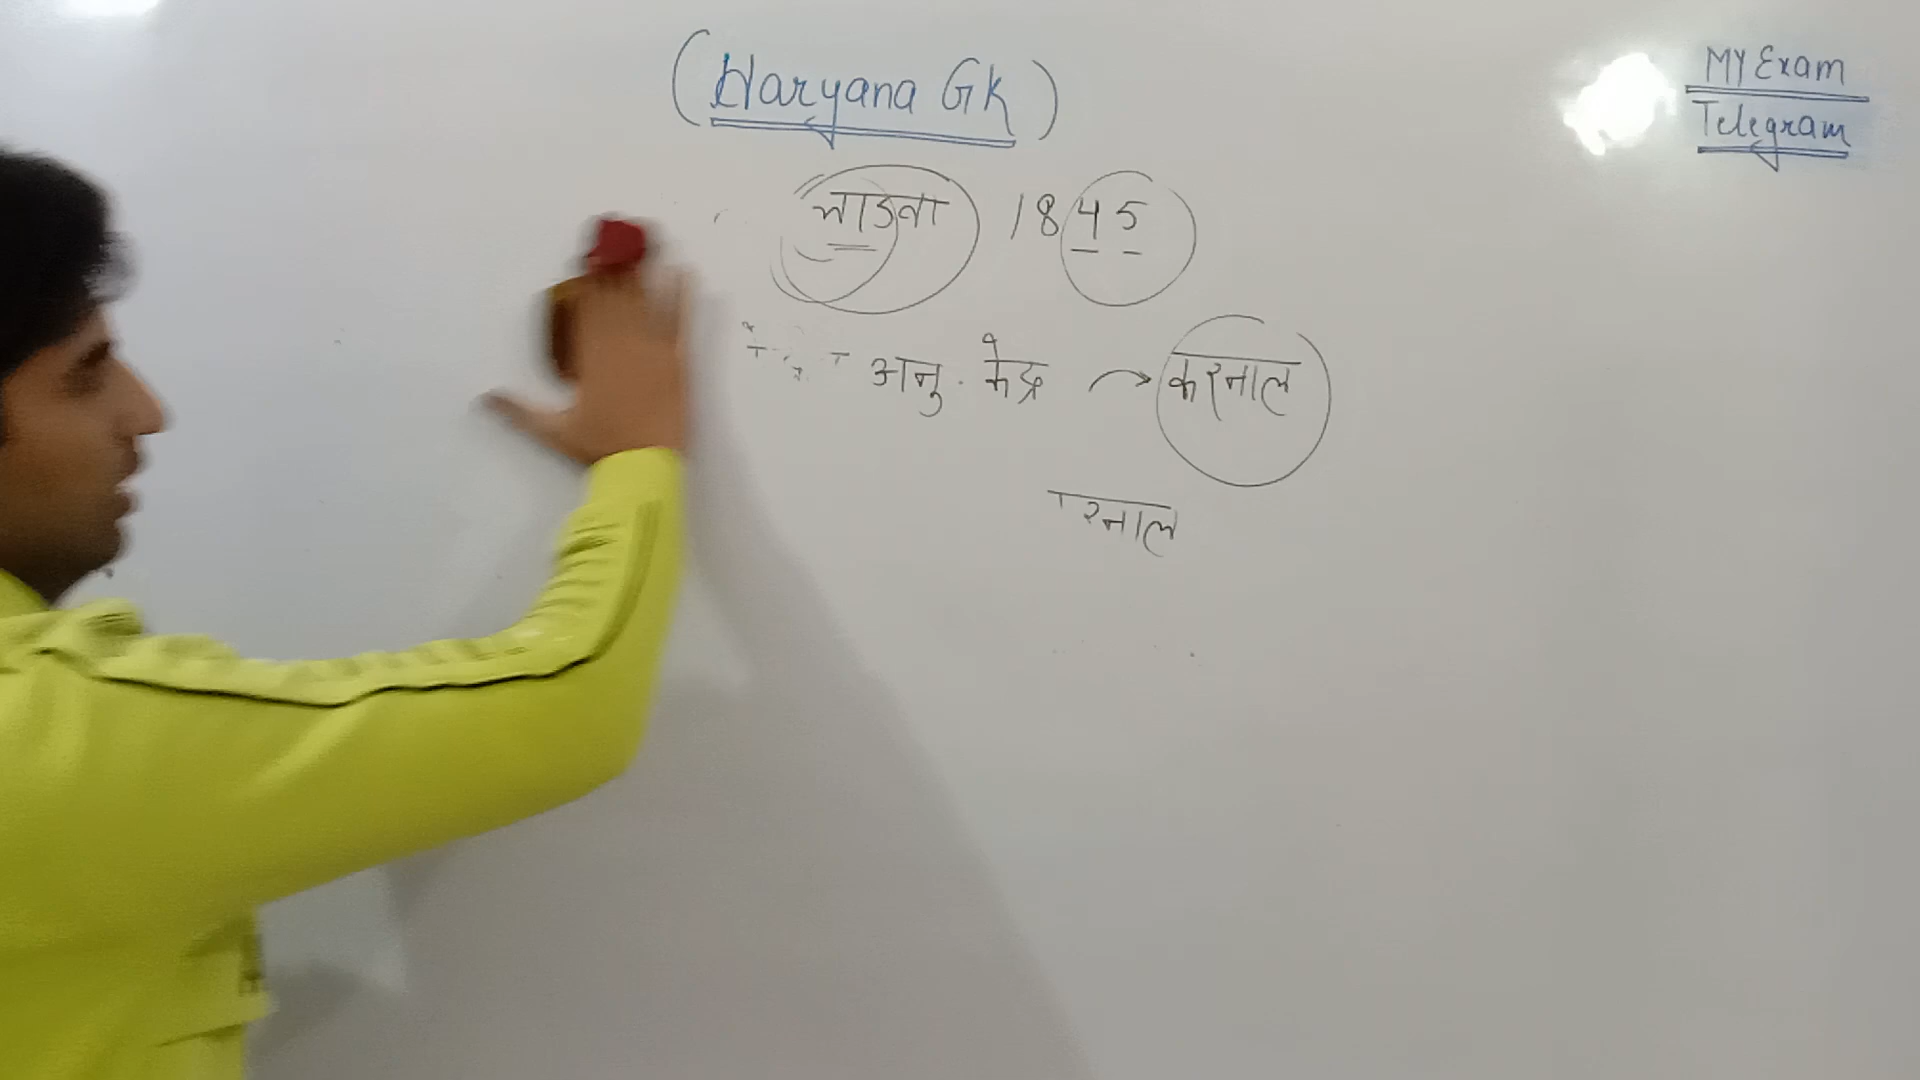 (Haryana GK)
MY Exam
Telegram
लाडवा 1845
अनु. केंद्र → करनाल
रनाल